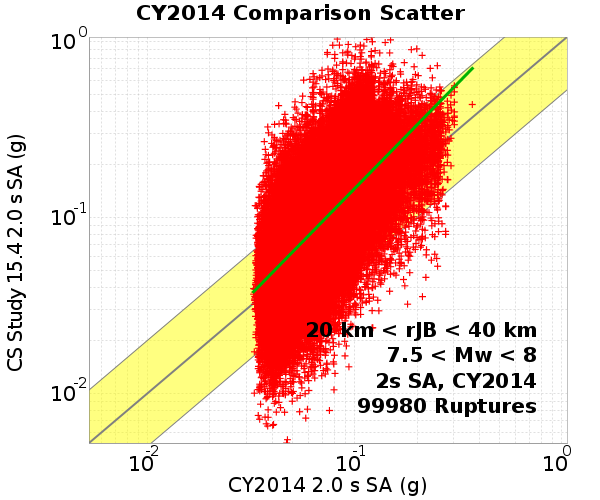 CY2014 Comparison Scatter
10^0
10^-1
10^-2
CS Study 15.4 2.0 s SA (g)
20 km < rJB < 40 km
7.5 < Mw < 8
2s SA, CY2014
99980 Ruptures
10^-2 10^-1 10^0
CY2014 2.0 s SA (g)